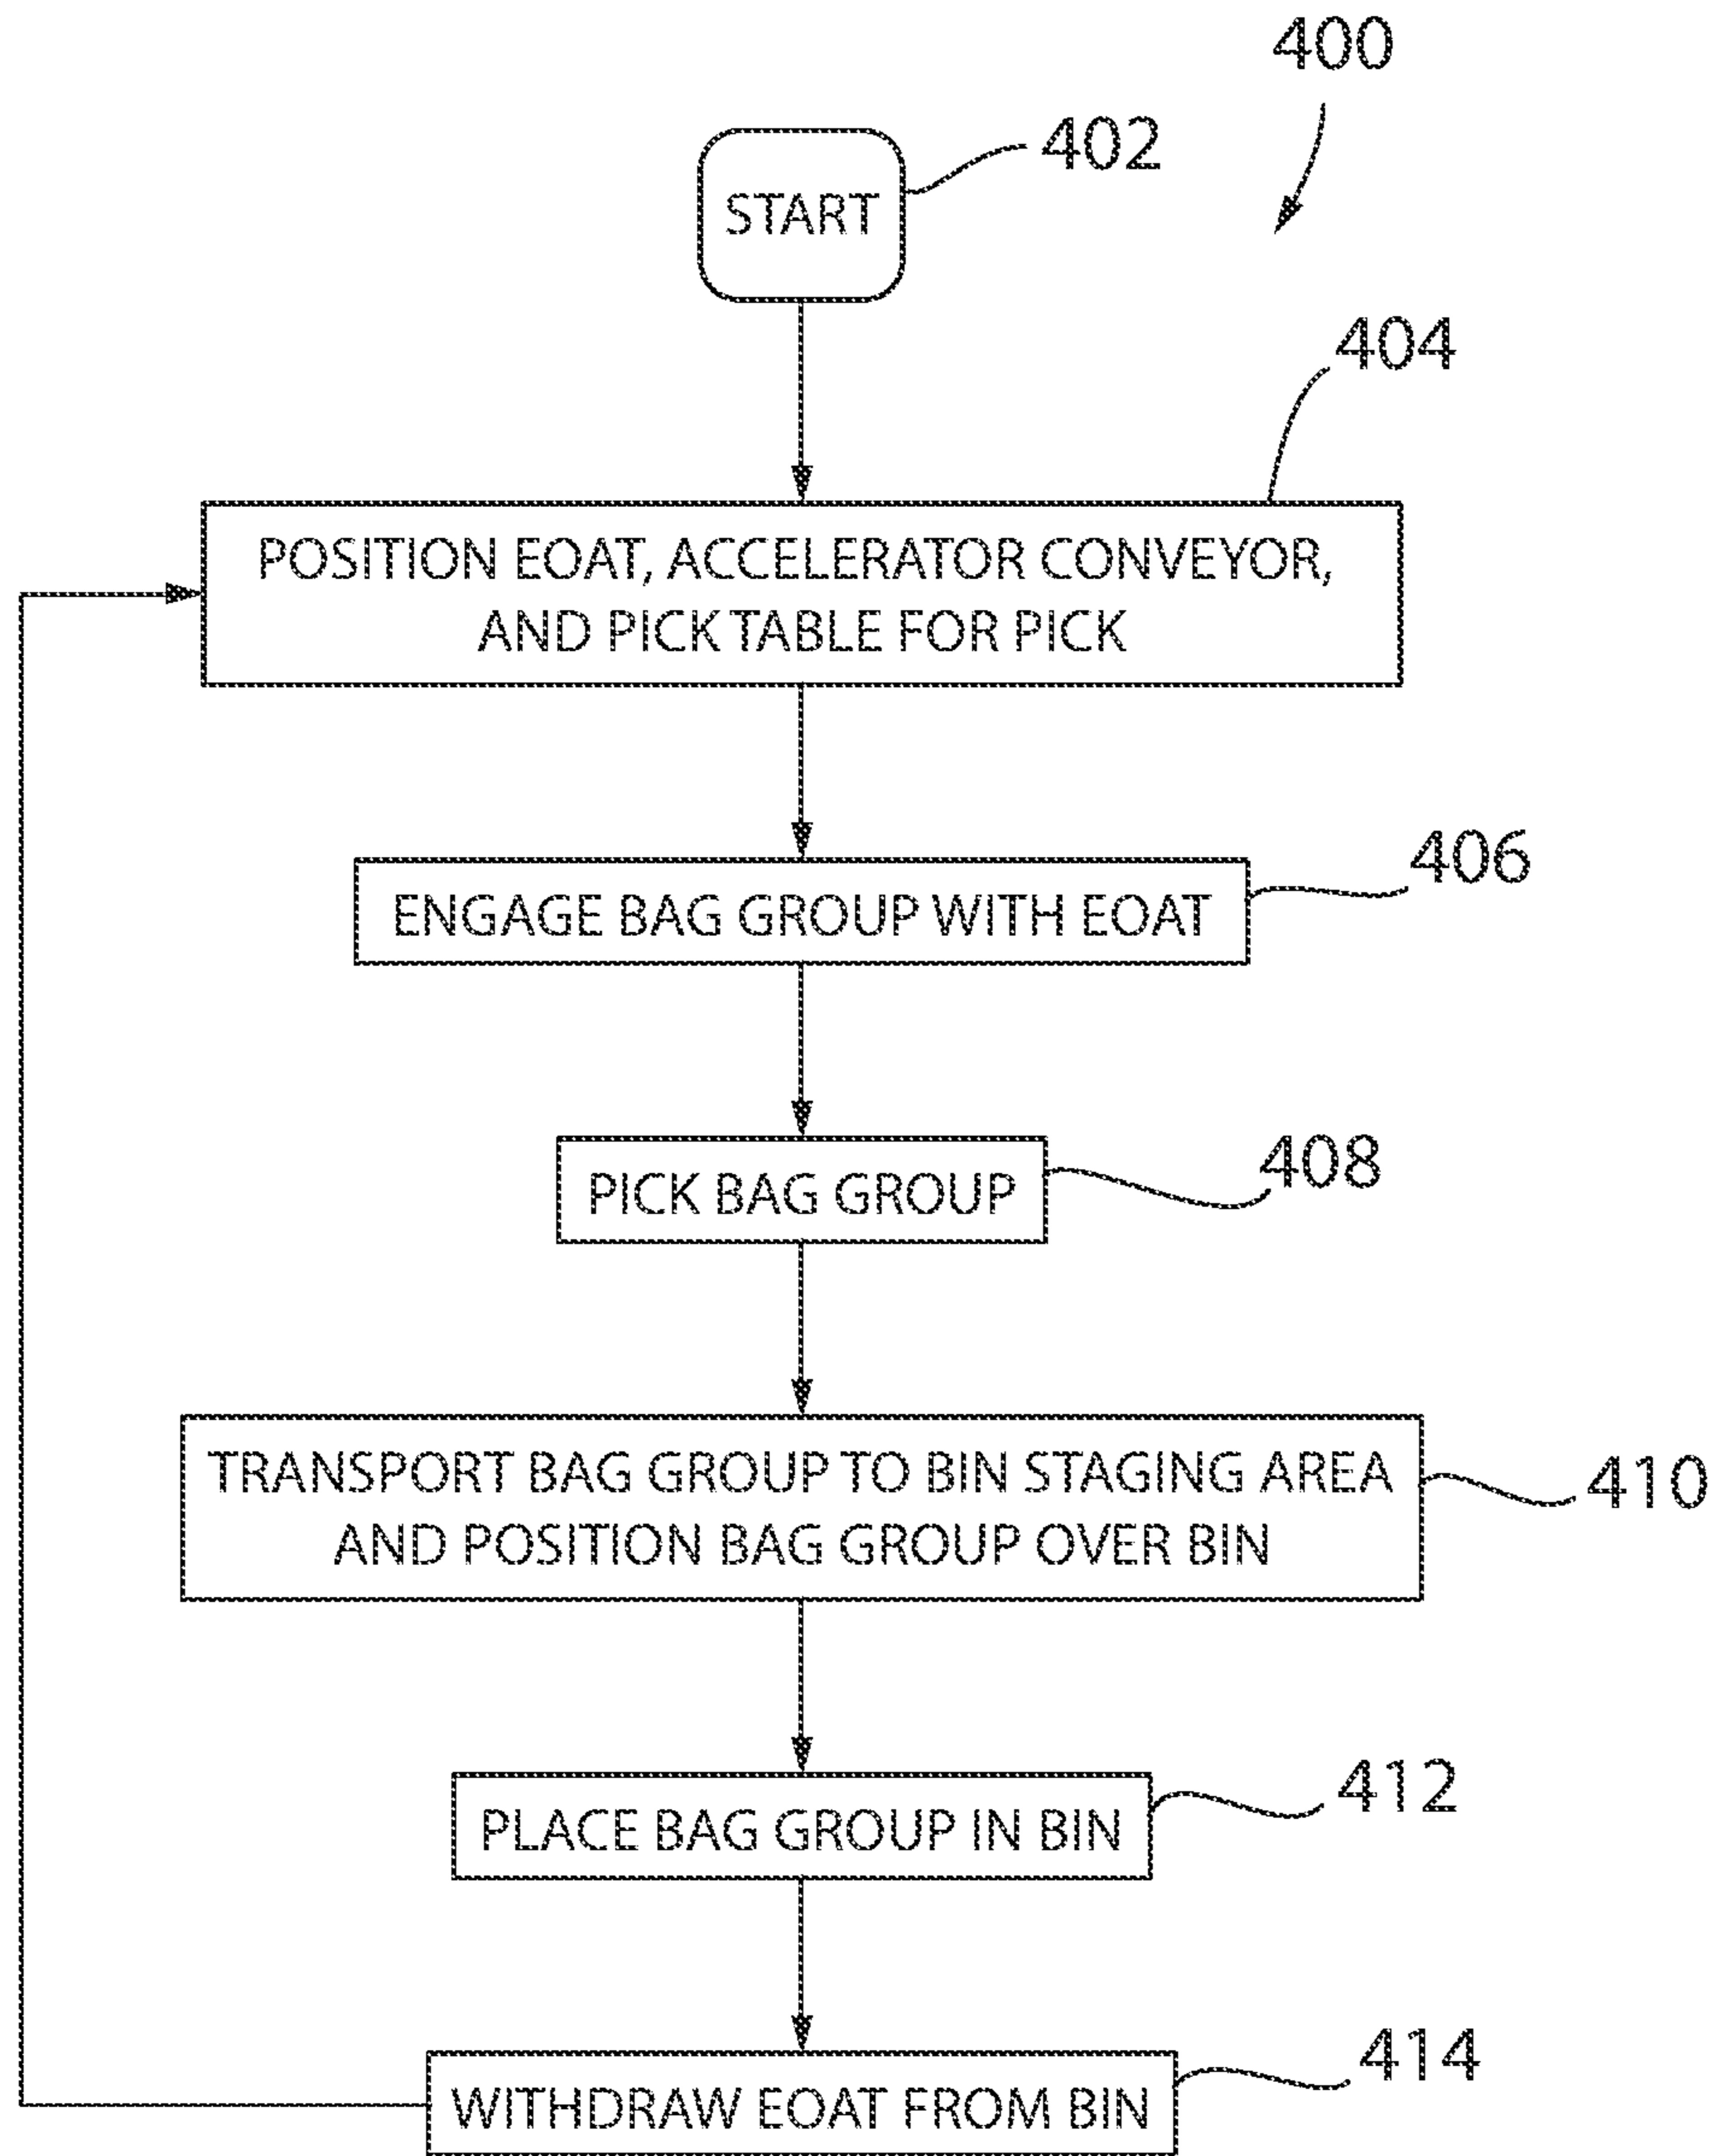 400
402
START
404
POSITION EOAT, ACCELERATOR CONVEYOR,
AND PICK TABLE FOR PICK
406
ENGAGE BAG GROUP WITH EOAT
408
PICK BAG GROUP
TRANSPORT BAG GROUP TO BIN STAGING AREA
AND POSITION BAG GROUP OVER BIN
410
412
PLACE BAG GROUP IN BIN
414
WITHDRAW EOAT FROM BIN